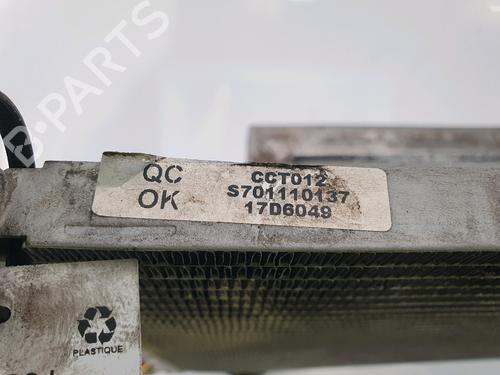 B-PARTS
QC
OK
CCT012
S701110137
17D6049
PLASTIQUE